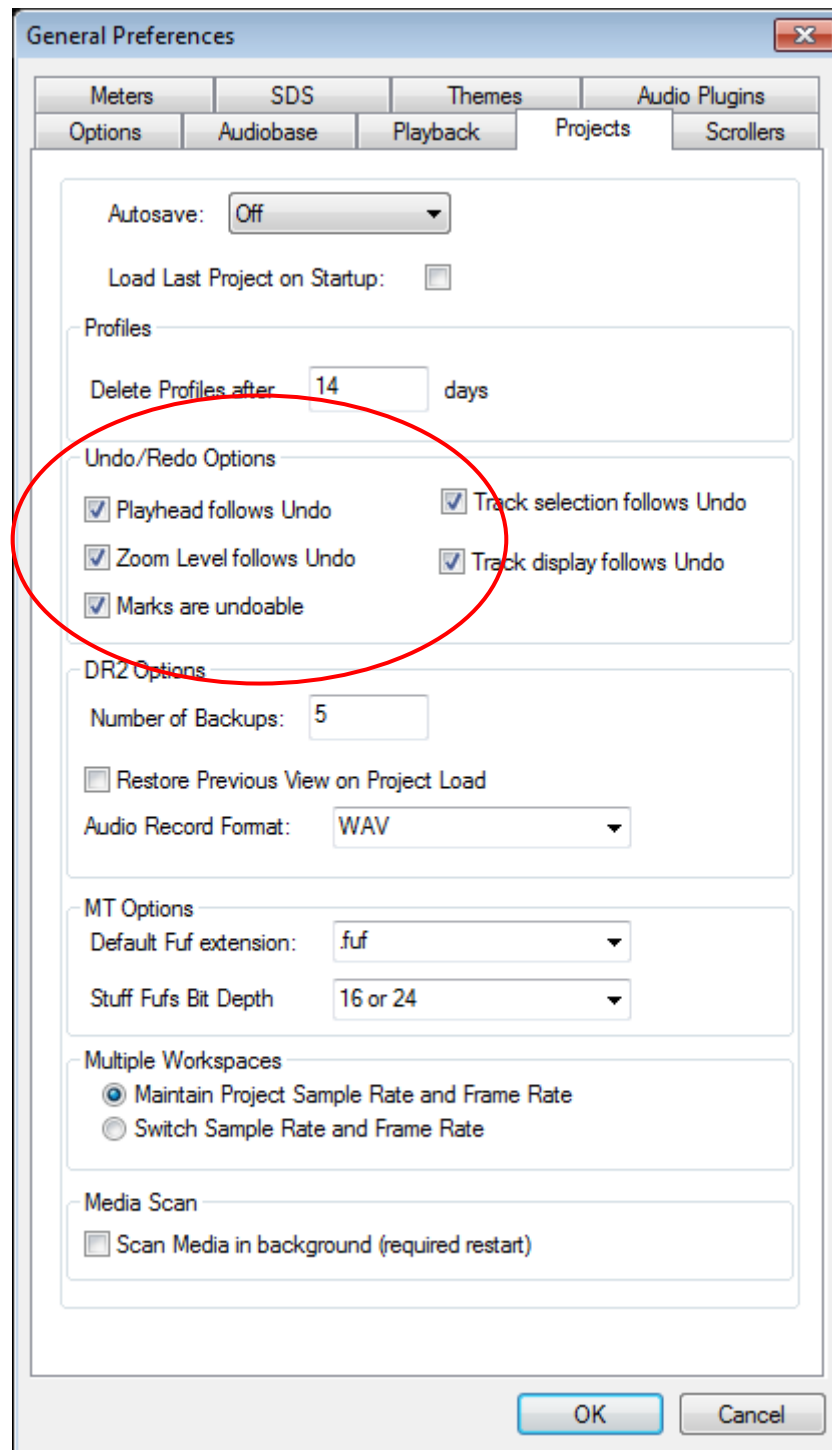 General Preferences
Meters SDS Themes Audio Plugins
Options Audiobase Playback Projects Scrollers
Autosave: Off
Load Last Project on Startup:
Profiles
Delete Profiles after 14 days
Undo/Redo Options
Playhead follows Undo Track selection follows Undo
Zoom Level follows Undo Track display follows Undo
Marks are undoable
DR2 Options
Number of Backups: 5
Restore Previous View on Project Load
Audio Record Format: WAV
MT Options
Default Fuf extension: .fuf
Stuff Fufs Bit Depth 16 or 24
Multiple Workspaces
Maintain Project Sample Rate and Frame Rate
Switch Sample Rate and Frame Rate
Media Scan
Scan Media in background (required restart)
OK Cancel